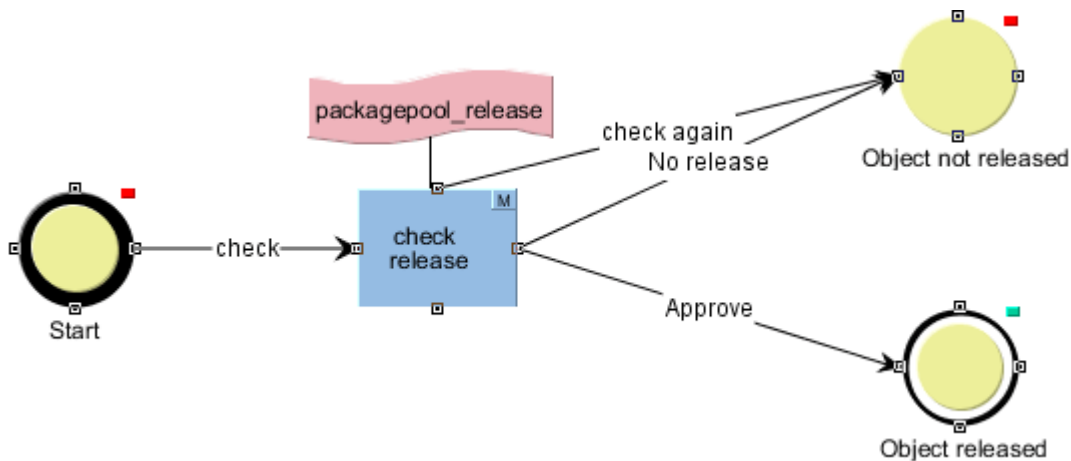 packagepool_release
check again
No release
Object not released
M
check
check
release
Start
Approve
Object released